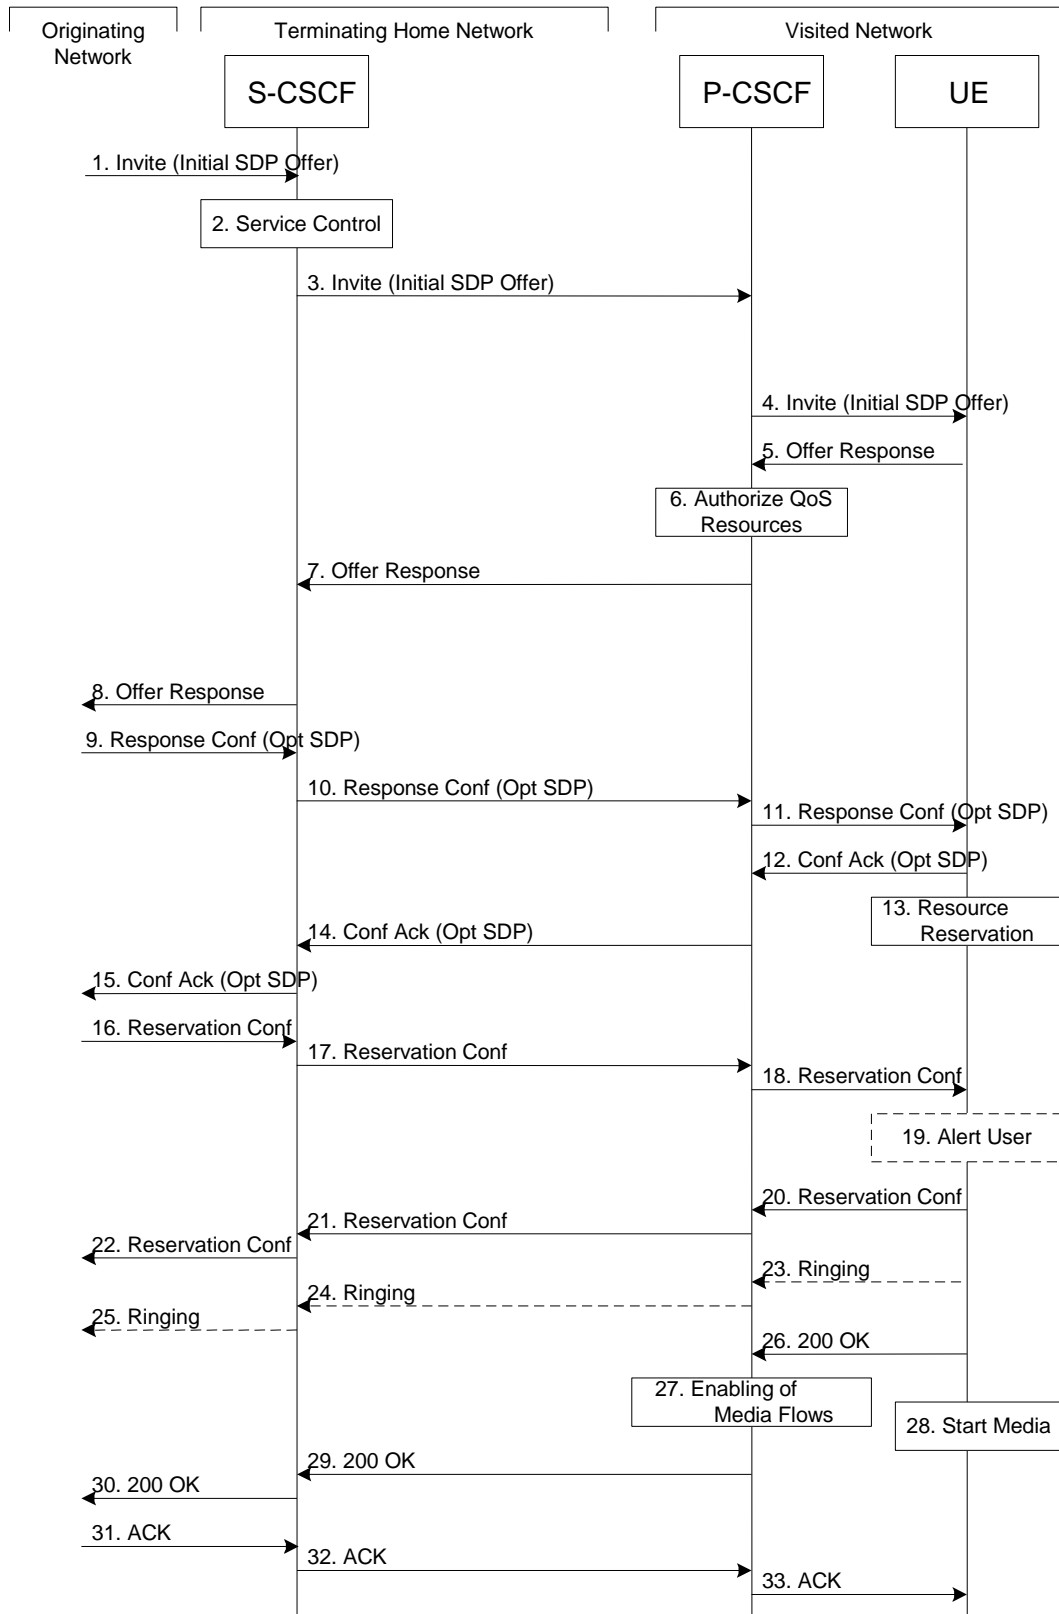 Originating
Network
Terminating Home Network
Visited Network
S-CSCF
P-CSCF
UE
1. Invite (Initial SDP Offer)
2. Service Control
3. Invite (Initial SDP Offer)
4. Invite (Initial SDP Offer)
5. Offer Response
6. Authorize QoS
Resources
7. Offer Response
8. Offer Response
9. Response Conf (Opt SDP)
10. Response Conf (Opt SDP)
11. Response Conf (Opt SDP)
12. Conf Ack (Opt SDP)
13. Resource
Reservation
14. Conf Ack (Opt SDP)
15. Conf Ack (Opt SDP)
16. Reservation Conf
17. Reservation Conf
18. Reservation Conf
19. Alert User
20. Reservation Conf
21. Reservation Conf
22. Reservation Conf
23. Ringing
24. Ringing
25. Ringing
26. 200 OK
27. Enabling of
Media Flows
28. Start Media
29. 200 OK
30. 200 OK
31. ACK
32. ACK
33. ACK